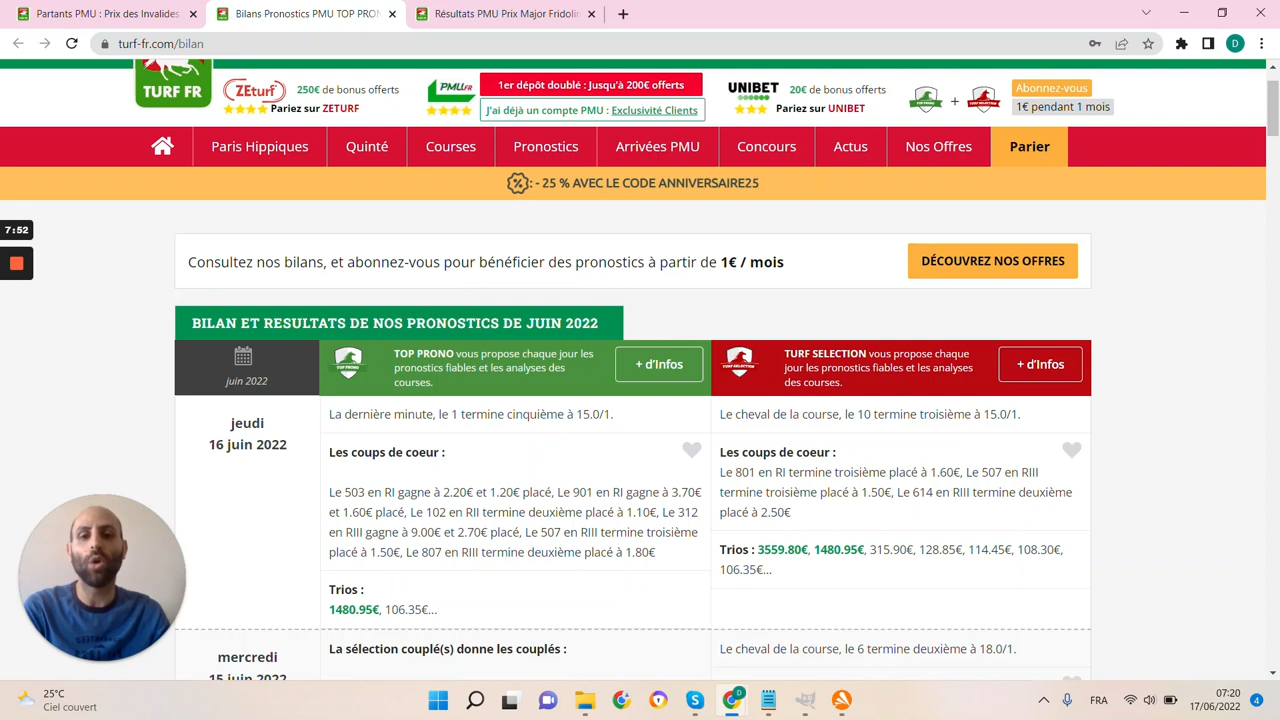 Partants PMU : Prix des Invalides
Bilans Pronostics PMU TOP PRON
Résultats PMU Prix Major Fridolin
turf-fr.com/bilan
D
TURF FR
ZEturf
250€ de bonus offerts
Pariez sur ZETURF
PMU.FR
1er dépôt doublé : Jusqu'à 200€ offerts
J'ai déjà un compte PMU : Exclusivité Clients
UNIBET
20€ de bonus offerts
Pariez sur UNIBET
TOP PRONO
+
TURF SELECTION
Abonnez-vous
1€ pendant 1 mois
Paris Hippiques
Quinté
Courses
Pronostics
Arrivées PMU
Concours
Actus
Nos Offres
Parier
: - 25 % AVEC LE CODE ANNIVERSAIRE25
7:52
Consultez nos bilans, et abonnez-vous pour bénéficier des pronostics à partir de 1€ / mois
DÉCOUVREZ NOS OFFRES
BILAN ET RESULTATS DE NOS PRONOSTICS DE JUIN 2022
juin 2022
TOP PRONO
TOP PRONO vous propose chaque jour les
pronostics fiables et les analyses des
courses.
+ d'Infos
TURF SELECTION
TURF SELECTION vous propose chaque
jour les pronostics fiables et les analyses
des courses.
+ d'Infos
jeudi
16 juin 2022
La dernière minute, le 1 termine cinquième à 15.0/1.
Les coups de coeur :
Le 503 en RI gagne à 2.20€ et 1.20€ placé, Le 901 en RI gagne à 3.70€
et 1.60€ placé, Le 102 en RII termine deuxième placé à 1.10€, Le 312
en RIII gagne à 9.00€ et 2.70€ placé, Le 507 en RIII termine troisième
placé à 1.50€, Le 807 en RIII termine deuxième placé à 1.80€
Trios :
1480.95€, 106.35€...
Le cheval de la course, le 10 termine troisième à 15.0/1.
Les coups de coeur :
Le 801 en RI termine troisième placé à 1.60€, Le 507 en RIII
termine troisième placé à 1.50€, Le 614 en RIII termine deuxième
placé à 2.50€
Trios : 3559.80€, 1480.95€, 315.90€, 128.85€, 114.45€, 108.30€,
106.35€...
mercredi
15 juin 2022
La sélection couplé(s) donne les couplés :
Le cheval de la course, le 6 termine deuxième à 18.0/1.
25°C
Ciel couvert
D
FRA
07:20
17/06/2022
4